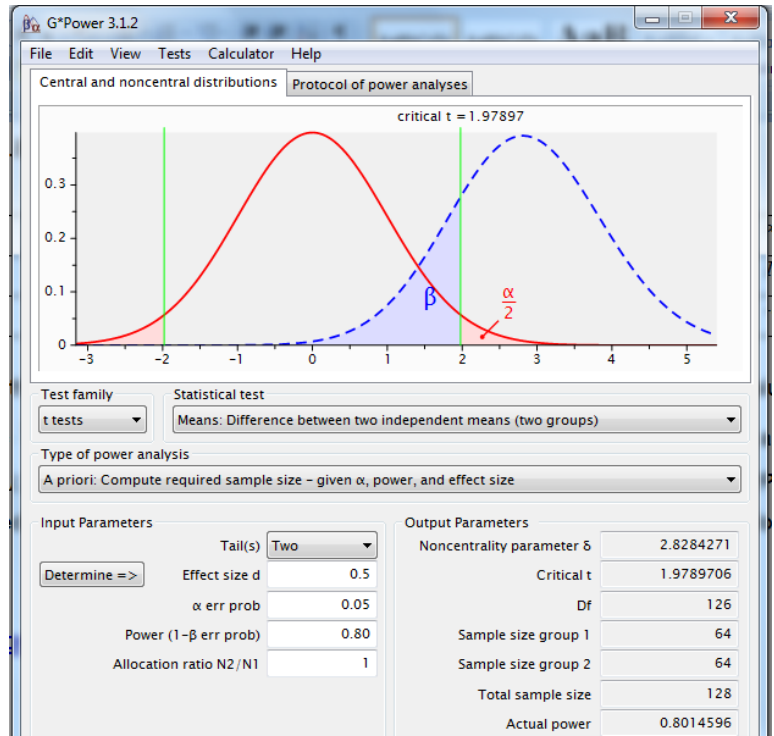 G*Power 3.1.2
File Edit View Tests Calculator Help
Central and noncentral distributions Protocol of power analyses
critical t = 1.97897
0.3
0.2
0.1
0
β
α
2
-3 -2 -1 0 1 2 3 4 5
Test family Statistical test
t tests Means: Difference between two independent means (two groups)
Type of power analysis
A priori: Compute required sample size – given α, power, and effect size
Input Parameters Output Parameters
Tail(s) Two Noncentrality parameter δ 2.8284271
Determine => Effect size d 0.5 Critical t 1.9789706
α err prob 0.05 Df 126
Power (1-β err prob) 0.80 Sample size group 1 64
Allocation ratio N2/N1 1 Sample size group 2 64
Total sample size 128
Actual power 0.8014596